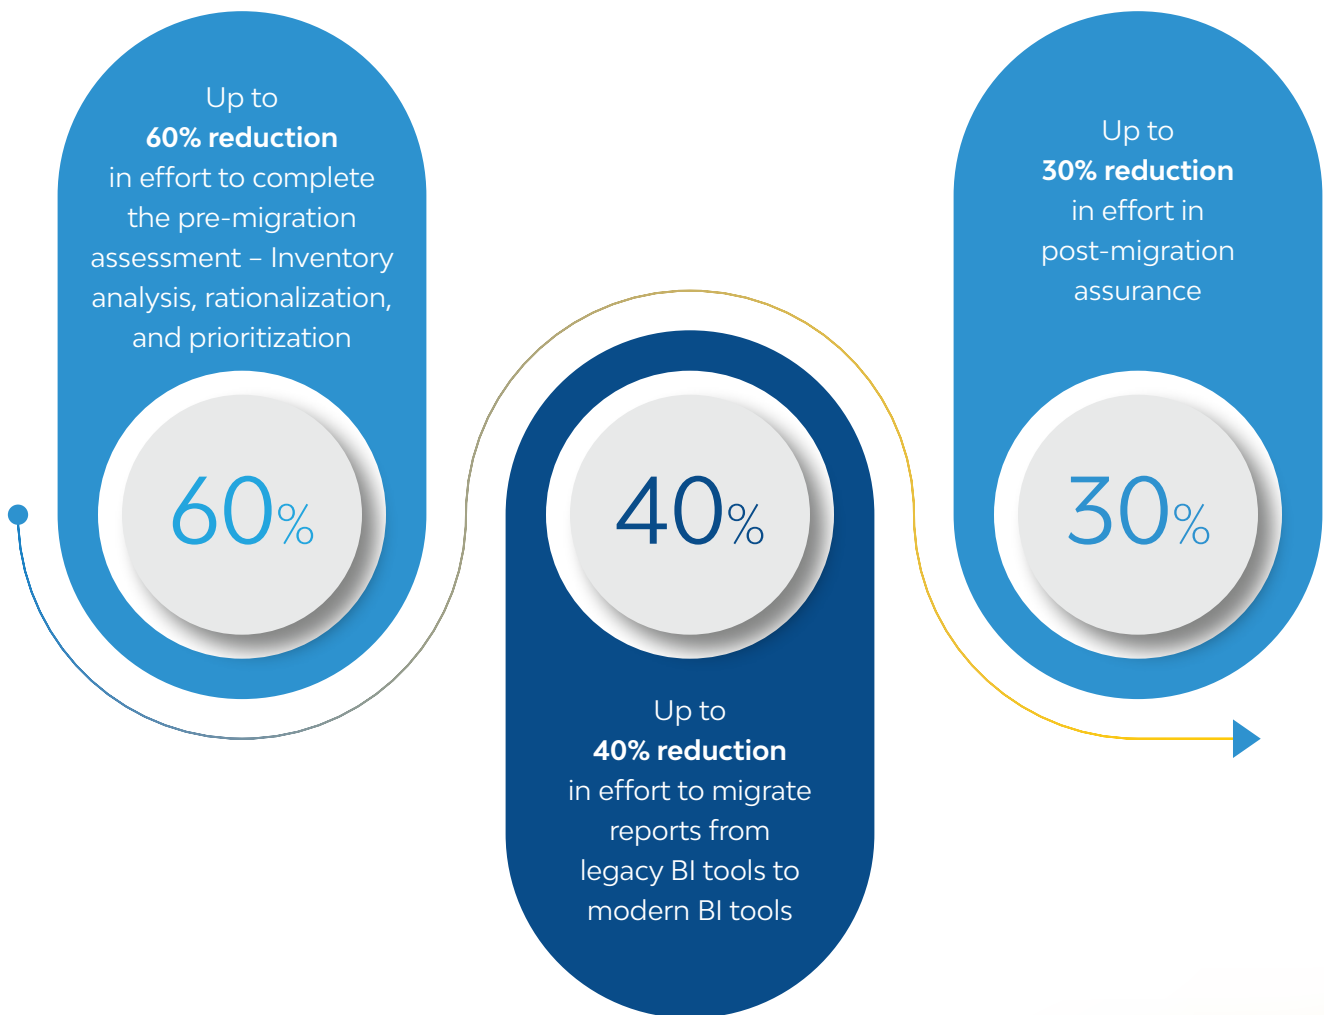 Up to
60% reduction
in effort to complete
the pre-migration
assessment – Inventory
analysis, rationalization,
and prioritization
60%
40%
Up to
40% reduction
in effort to migrate
reports from
legacy BI tools to
modern BI tools
Up to
30% reduction
in effort in
post-migration
assurance
30%